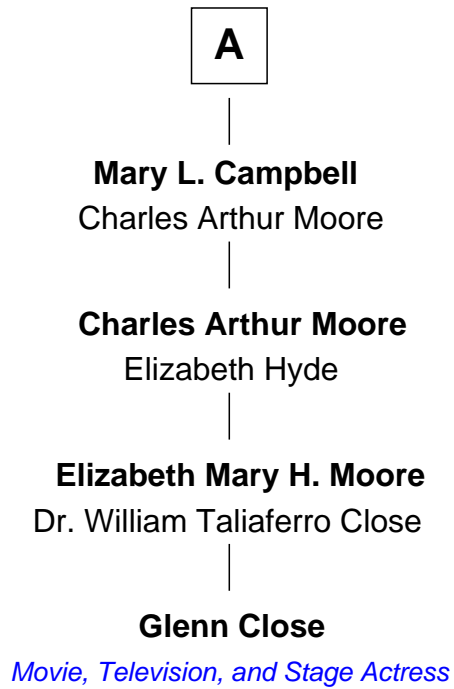 A
Mary L. Campbell
Charles Arthur Moore
Charles Arthur Moore
Elizabeth Hyde
Elizabeth Mary H. Moore
Dr. William Taliaferro Close
Glenn Close
Movie, Television, and Stage Actress